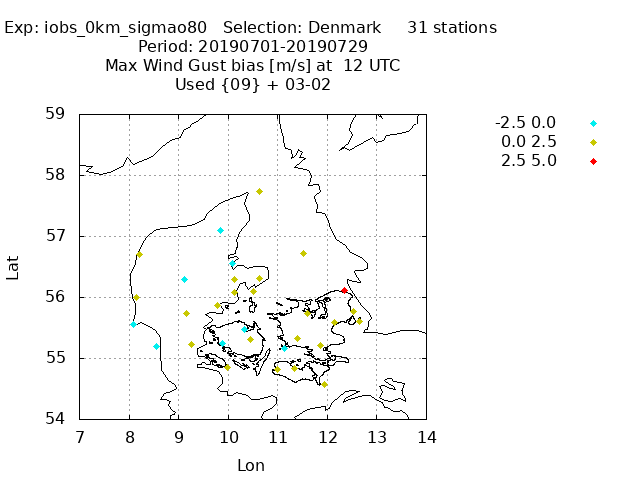 Exp: iobs_0km_sigmao80   Selection: Denmark     31 stations
Period: 20190701-20190729
Max Wind Gust bias [m/s] at  12 UTC
Used {09} + 03-02
-2.5 0.0
0.0 2.5
2.5 5.0
59
58
57
56
55
54
Lat
7 8 9 10 11 12 13 14
Lon